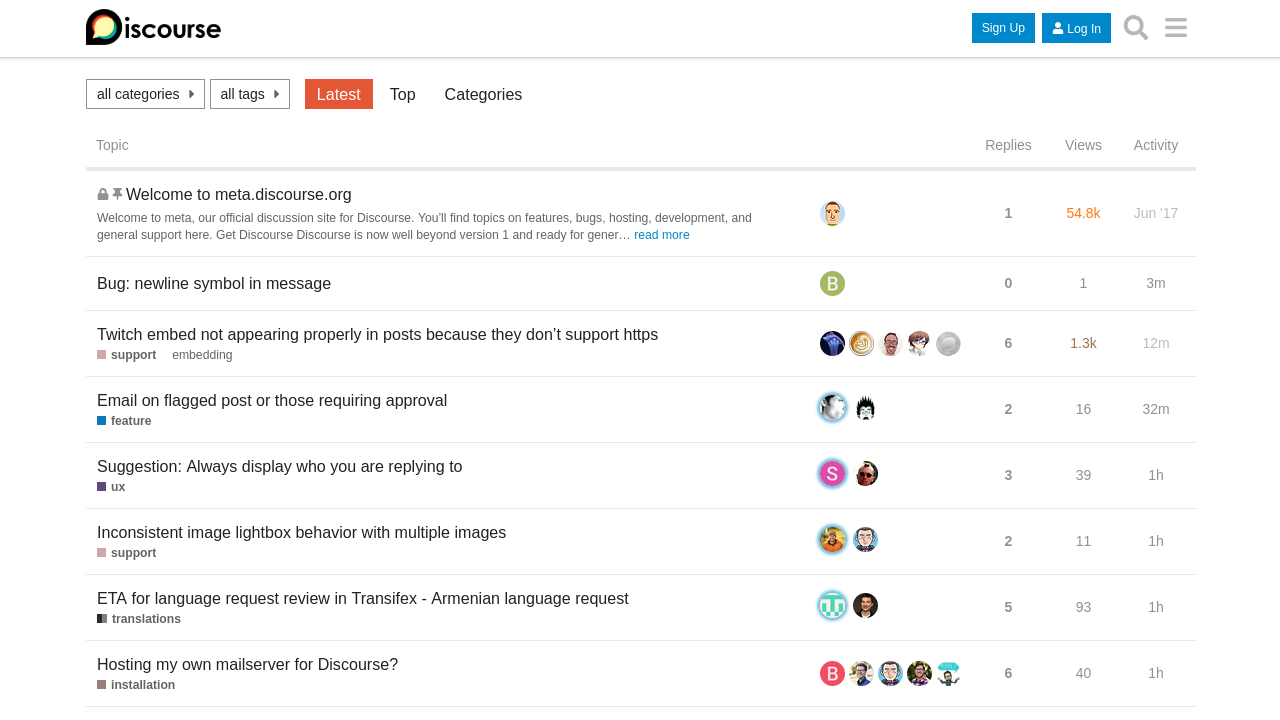 Discourse
Sign Up
Log In
all categories
all tags
Latest
Top
Categories
Topic
Replies
Views
Activity
Welcome to meta.discourse.org
Welcome to meta, our official discussion site for Discourse. You’ll find topics on features, bugs, hosting, development, and
general support here. Get Discourse Discourse is now well beyond version 1 and ready for gener… read more
1
54.8k
Jun '17
Bug: newline symbol in message
B
0
1
3m
Twitch embed not appearing properly in posts because they don’t support https
support embedding
6
1.3k
12m
Email on flagged post or those requiring approval
feature
2
16
32m
Suggestion: Always display who you are replying to
ux
S
3
39
1h
Inconsistent image lightbox behavior with multiple images
support
2
11
1h
ETA for language request review in Transifex - Armenian language request
translations
5
93
1h
Hosting my own mailserver for Discourse?
installation
B
6
40
1h